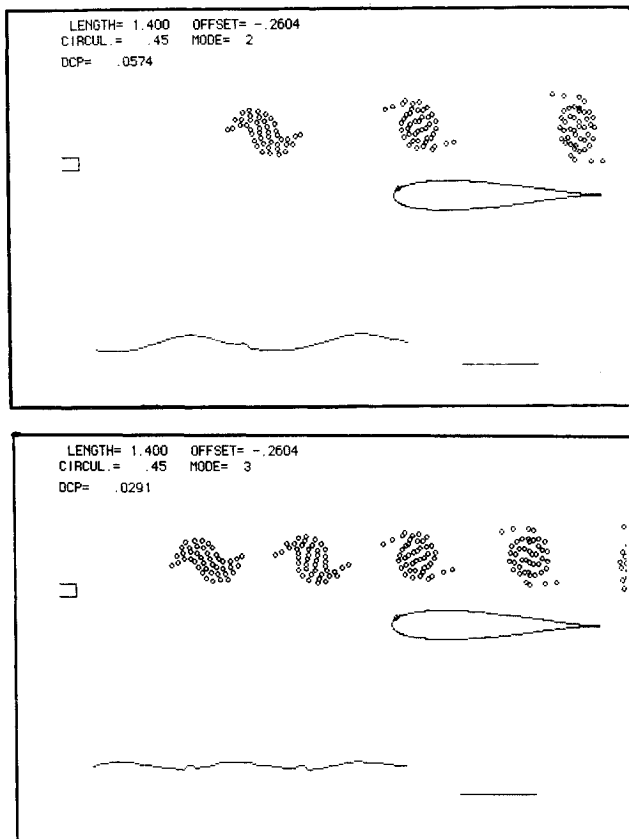 LENGTH= 1.400 OFFSET= -.2604
CIRCUL.= .45 MODE= 2
DCP= .0574
LENGTH= 1.400 OFFSET= -.2604
CIRCUL.= .45 MODE= 3
DCP= .0291